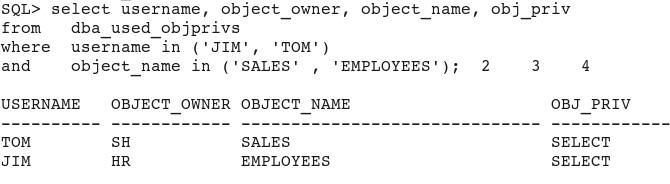 SQL> select username, object_owner, object_name, obj_priv
from   dba_used_objprivs
where  username in ('JIM', 'TOM')
and    object_name in ('SALES' , 'EMPLOYEES');  2    3    4
USERNAME   OBJECT_OWNER OBJECT_NAME                    OBJ_PRIV
---------- ------------ ------------------------------ ------------
TOM        SH           SALES                          SELECT
JIM        HR           EMPLOYEES                      SELECT